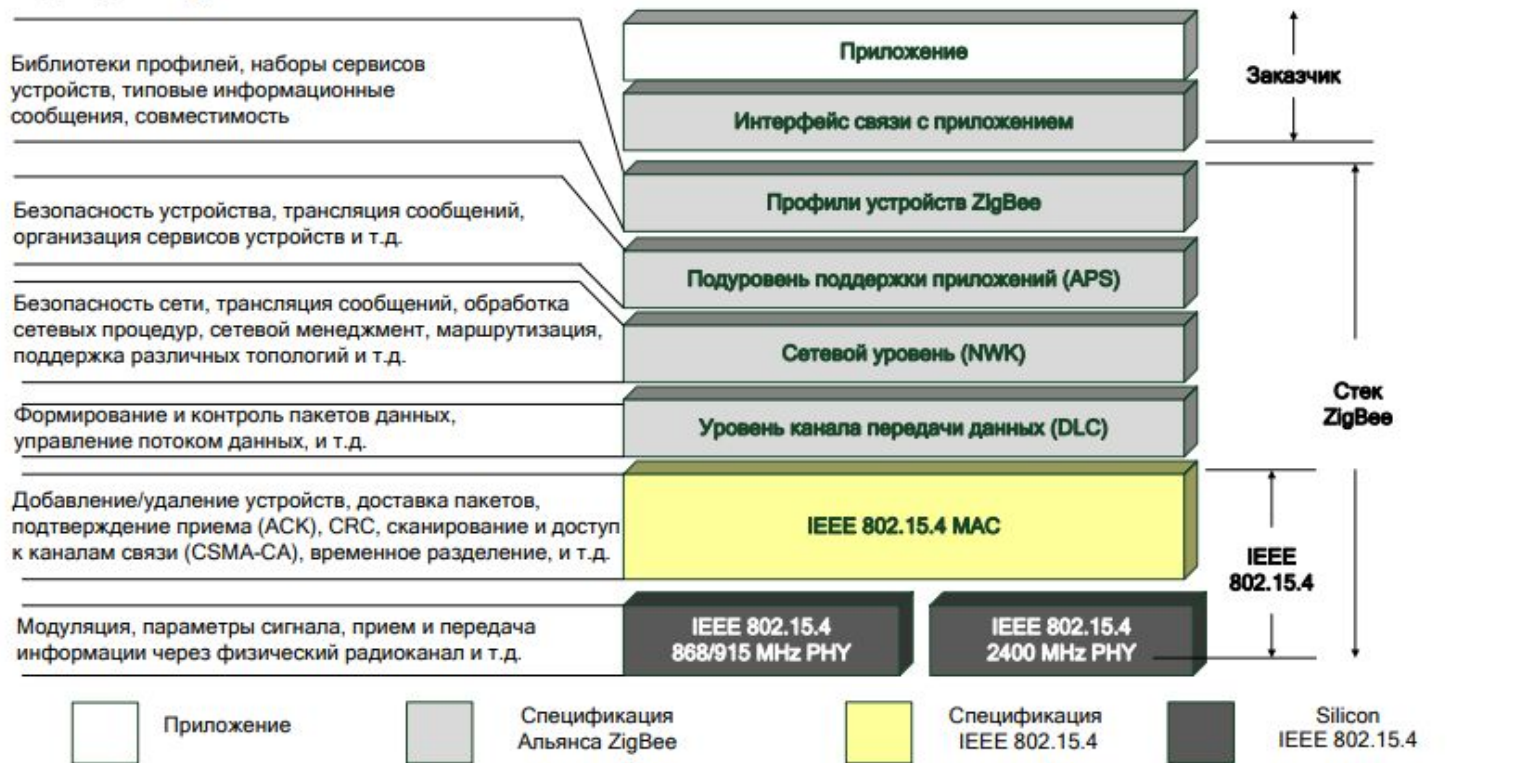 Библиотеки профилей, наборы сервисов
устройств, типовые информационные
сообщения, совместимость
Безопасность устройства, трансляция сообщений,
организация сервисов устройств и т.д.
Безопасность сети, трансляция сообщений, обработка
сетевых процедур, сетевой менеджмент, маршрутизация,
поддержка различных топологий и т.д.
Формирование и контроль пакетов данных,
управление потоком данных, и т.д.
Добавление/удаление устройств, доставка пакетов,
подтверждение приема (ACK), CRC, сканирование и доступ
к каналам связи (CSMA-CA), временное разделение, и т.д.
Модуляция, параметры сигнала, прием и передача
информации через физический радиоканал и т.д.
Приложение
Интерфейс связи с приложением
Профили устройств ZigBee
Подуровень поддержки приложений (APS)
Сетевой уровень (NWK)
Уровень канала передачи данных (DLC)
IEEE 802.15.4 MAC
IEEE 802.15.4
868/915 MHz PHY
IEEE 802.15.4
2400 MHz PHY
Заказчик
Стек
ZigBee
IEEE
802.15.4
Приложение
Спецификация
Альянса ZigBee
Спецификация
IEEE 802.15.4
Silicon
IEEE 802.15.4